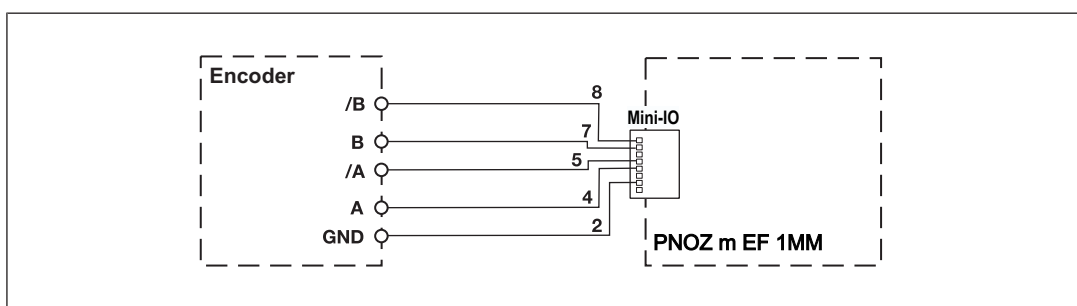 Encoder
/B
8
Mini-IO
B
7
/A
5
A
4
GND
2
PNOZ m EF 1MM